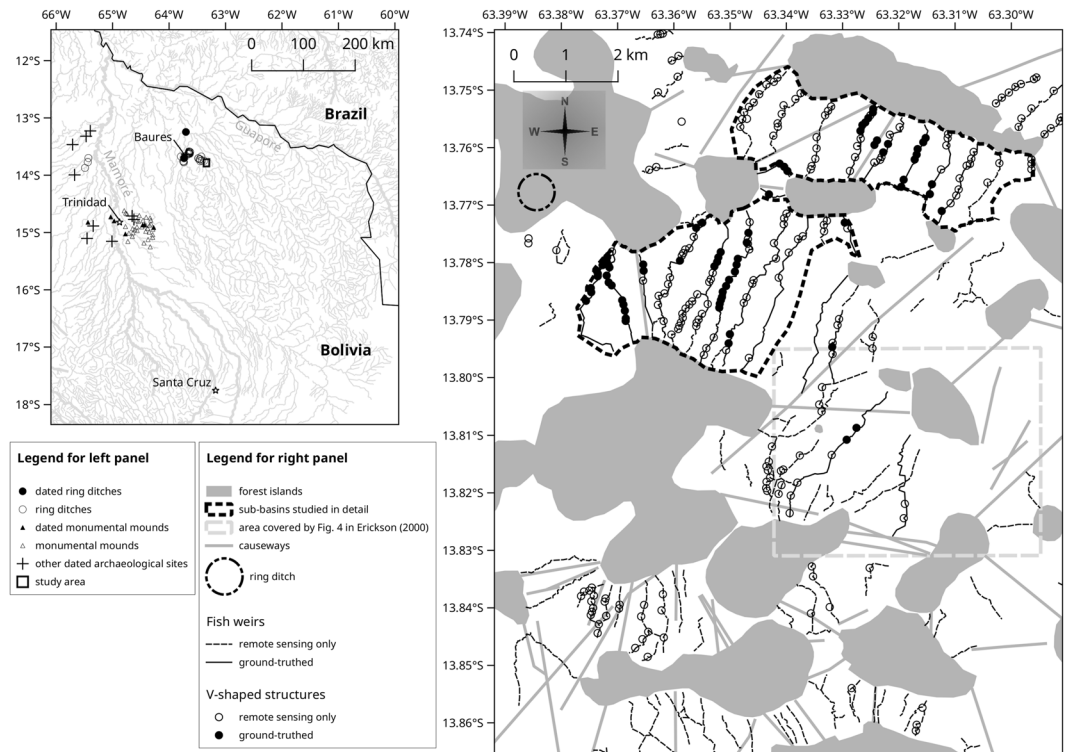 66°W 65°W 64°W 63°W 62°W 61°W 60°W
0 100 200 km
12°S
13°S
14°S
15°S
16°S
17°S
18°S
Brazil
Guaporé
Baures
Mamoré
Trinidad
Bolivia
Santa Cruz
63.39°W 63.38°W 63.37°W 63.36°W 63.35°W 63.34°W 63.33°W 63.32°W 63.31°W 63.30°W
0 1 2 km
N
W E
S
13.74°S
13.75°S
13.76°S
13.77°S
13.78°S
13.79°S
13.80°S
13.81°S
13.82°S
13.83°S
13.84°S
13.85°S
13.86°S
Legend for left panel
dated ring ditches
ring ditches
dated monumental mounds
monumental mounds
other dated archaeological sites
study area
Legend for right panel
forest islands
sub-basins studied in detail
area covered by Fig. 4 in Erickson (2000)
causeways
ring ditch
Fish weirs
remote sensing only
ground-truthed
V-shaped structures
remote sensing only
ground-truthed